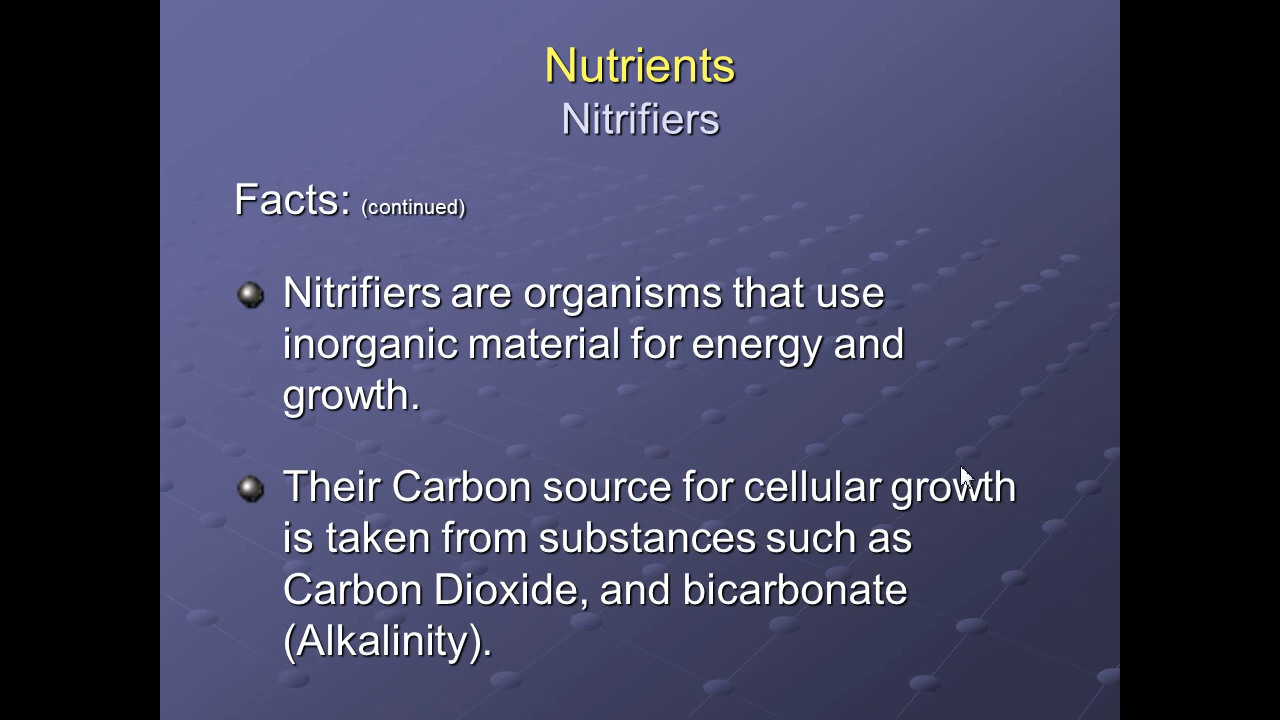 Nutrients
Nitrifiers
Facts: (continued)
Nitrifiers are organisms that use
inorganic material for energy and
growth.
Their Carbon source for cellular growth
is taken from substances such as
Carbon Dioxide, and bicarbonate
(Alkalinity).